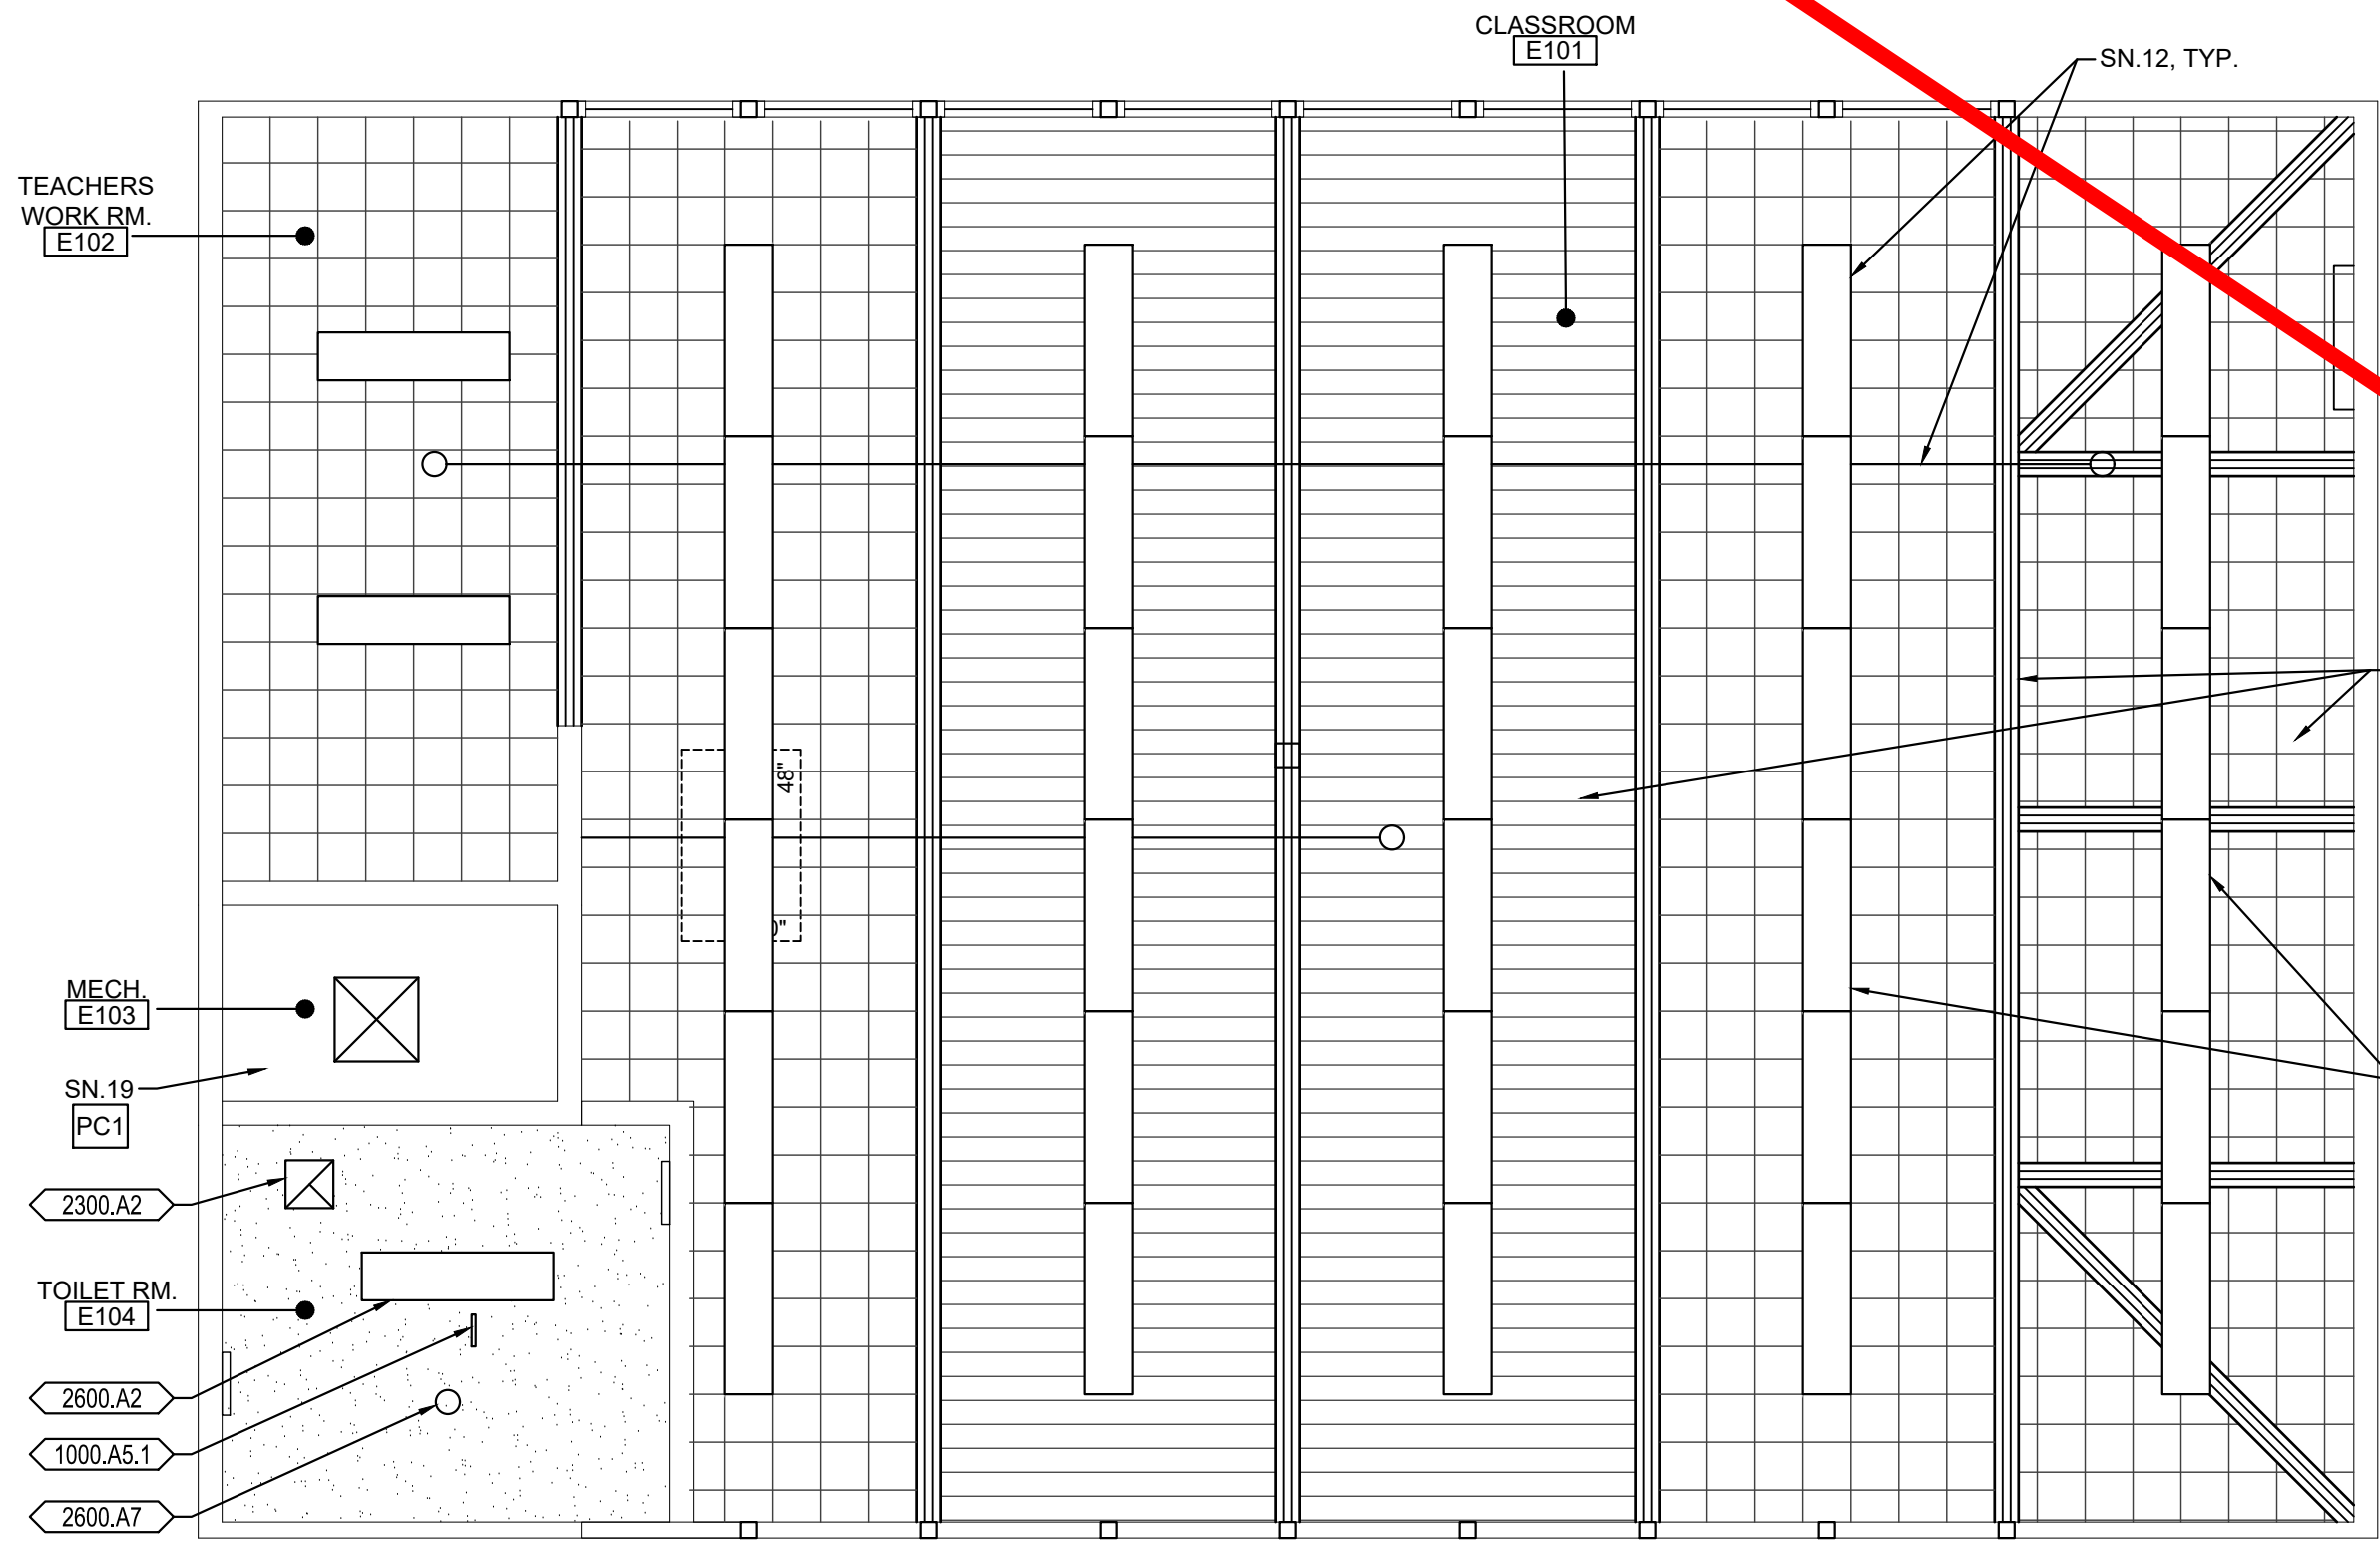 CLASSROOM
E101
SN.12, TYP.
TEACHERS
WORK RM.
E102
48"
MECH.
E103
SN.19
PC1
2300.A2
TOILET RM.
E104
2600.A2
1000.A5.1
2600.A7